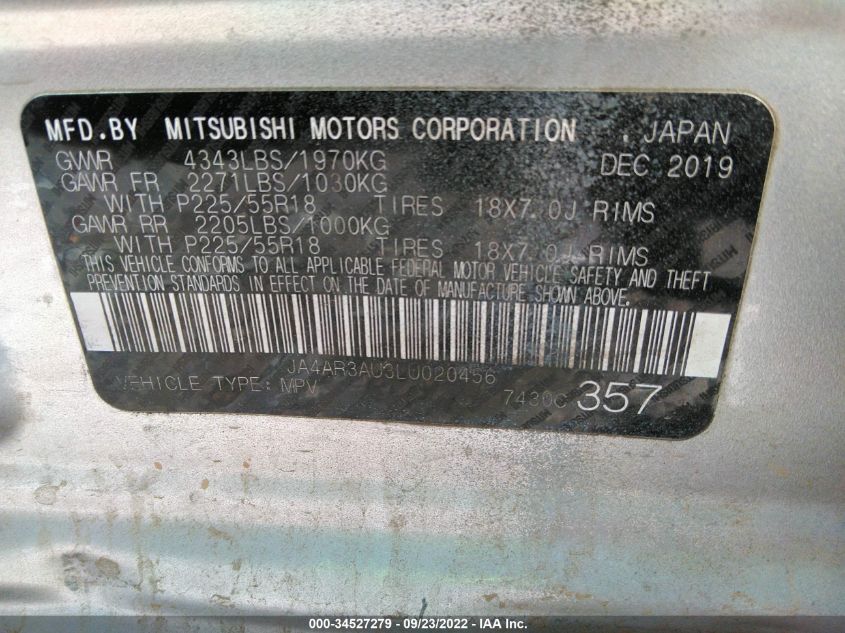 MFD.BY MITSUBISHI MOTORS CORPORATION . JAPAN
GVWR 4343LBS/1970KG DEC 2019
GAWR FR 2271LBS/1030KG
WITH P225/55R18 TIRES 18X7.0J RIMS
GAWR RR 2205LBS/1000KG
WITH P225/55R18 TIRES 18X7.0J RIMS
THIS VEHICLE CONFORMS TO ALL APPLICABLE FEDERAL MOTOR VEHICLE SAFETY AND THEFT
PREVENTION STANDARDS IN EFFECT ON THE DATE OF MANUFACTURE SHOWN ABOVE.
JA4AR3AU3LU020456
VEHICLE TYPE: MPV 7430C 357
000-34527279 - 09/23/2022 - IAA Inc.